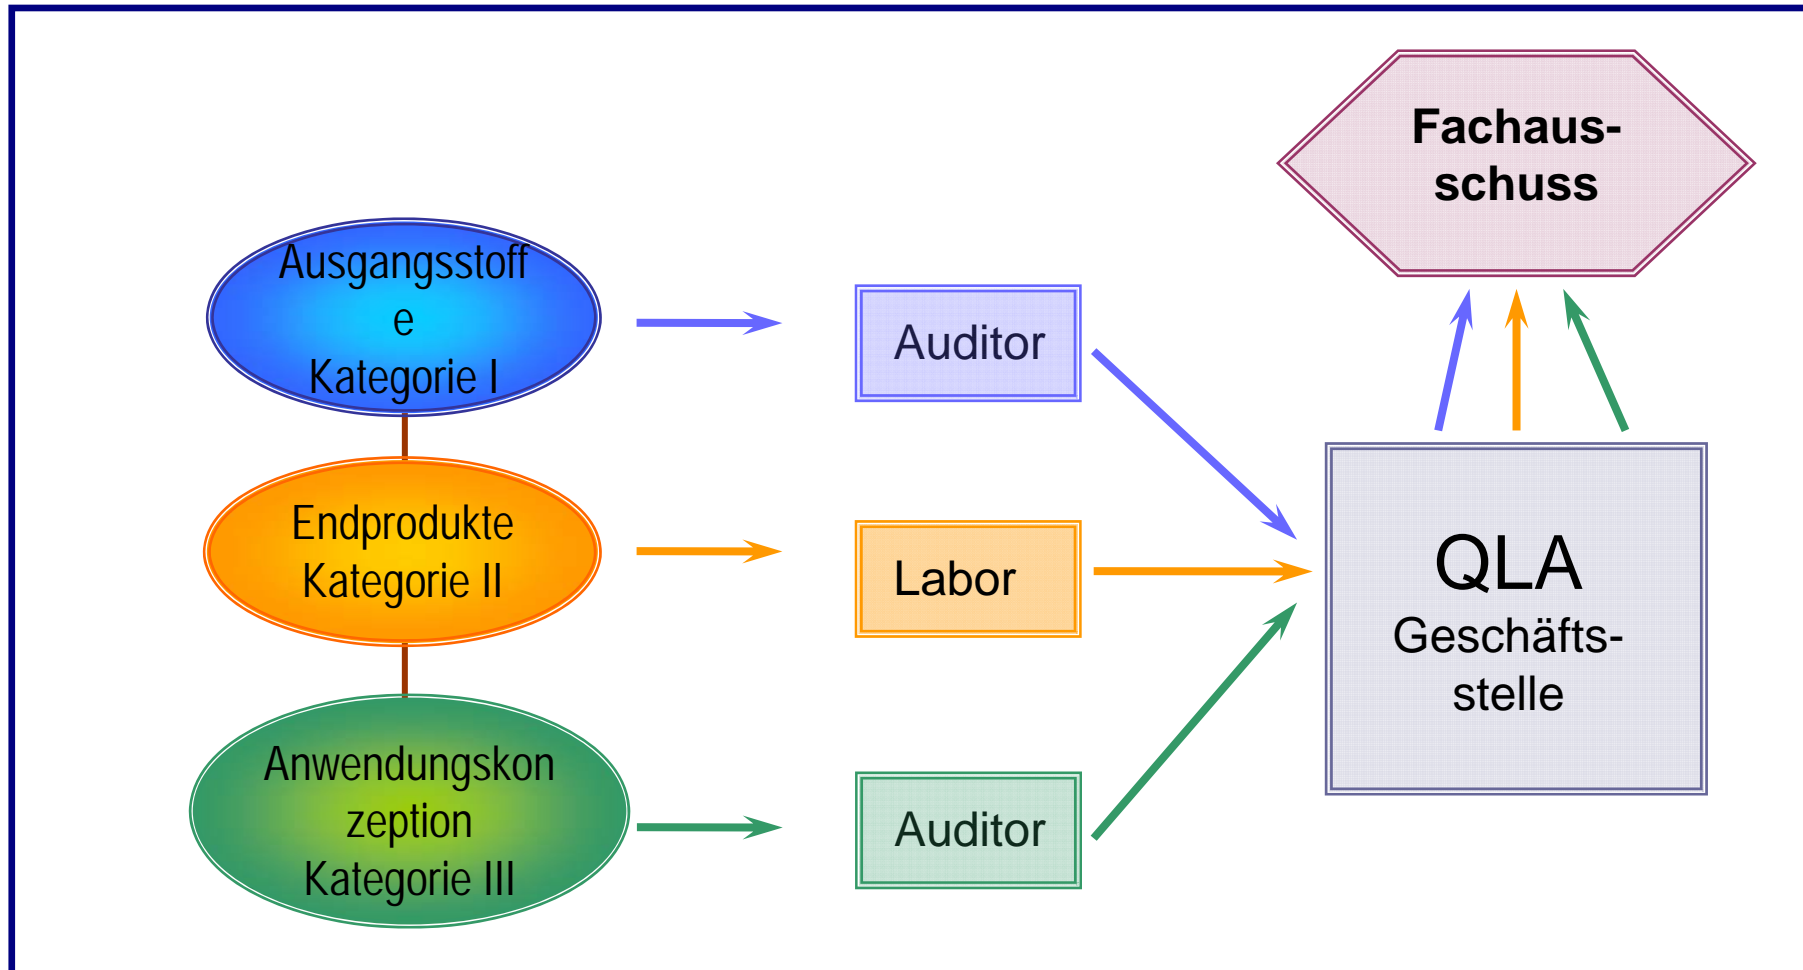 Fachaus-
schuss
Ausgangsstoff
e
Kategorie I
Auditor
Endprodukte
Kategorie II
Labor
QLA
Geschäfts-
stelle
Anwendungskon
zeption
Kategorie III
Auditor